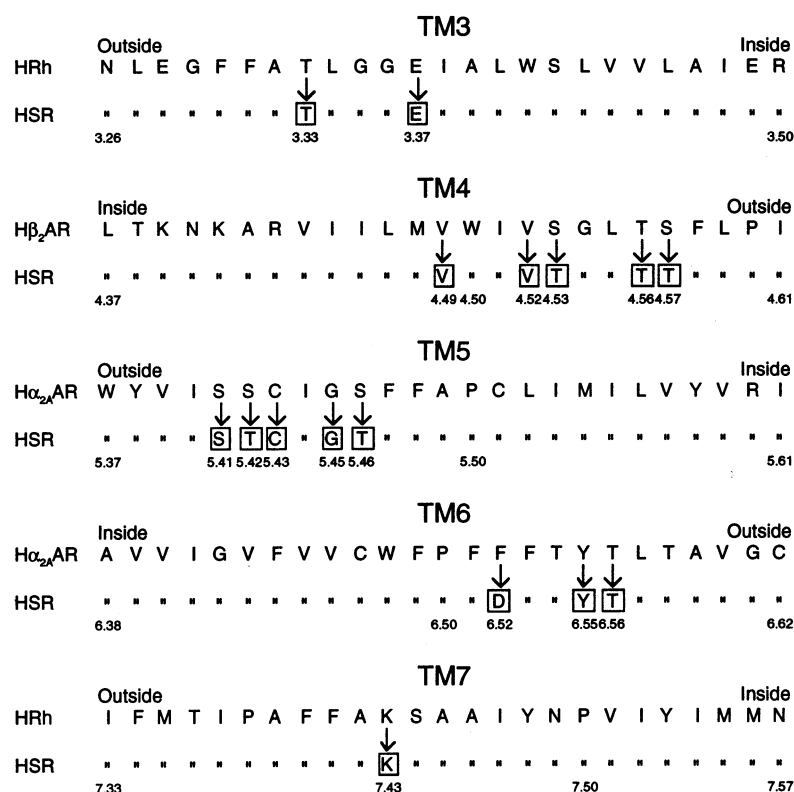 TM3
Outside Inside
HRh N L E G F F A T L G G E I A L W S L V V L A I E R
HSR " " " " " " " T " " " E " " " " " " " " " " " " "
3.26 3.33 3.37 3.50
TM4
Inside Outside
Hβ₂AR L T K N K A R V I I L M V W I V S G L T S F L P I
HSR " " " " " " " " " " " " V " " V T " " T T " " " "
4.37 4.49 4.50 4.52 4.53 4.56 4.57 4.61
TM5
Outside Inside
Hα₂AAR W Y V I S S C I G S F F A P C L I M I L V Y V R I
HSR " " " " S T C " G T " " " " " " " " " " " " " " "
5.37 5.41 5.42 5.43 5.45 5.46 5.50 5.61
TM6
Inside Outside
Hα₂AAR A V V I G V F V V C W F P F F F T Y T L T A V G C
HSR " " " " " " " " " " " " " " D " " Y T " " " " " "
6.38 6.50 6.52 6.55 6.56 6.62
TM7
Outside Inside
HRh I F M T I P A F F A K S A A I Y N P V I Y I M M N
HSR " " " " " " " " " " K " " " " " " " " " " " " " "
7.33 7.43 7.50 7.57